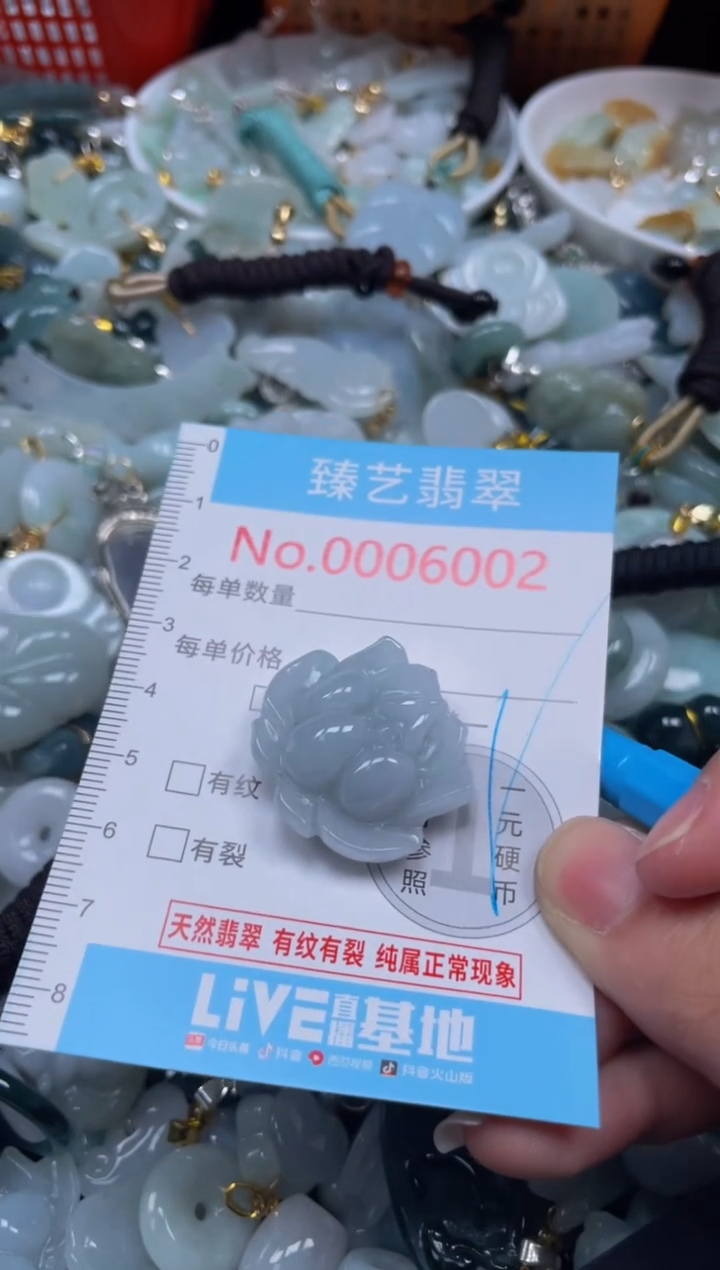 臻艺翡翠
No.0006002
每单数量
每单价格
有纹
有裂
参照
一元硬币
1
天然翡翠 有纹有裂 纯属正常现象
LiVE直播基地
今日头条 抖音 西瓜视频 抖音火山版
0
1
2
3
4
5
6
7
8